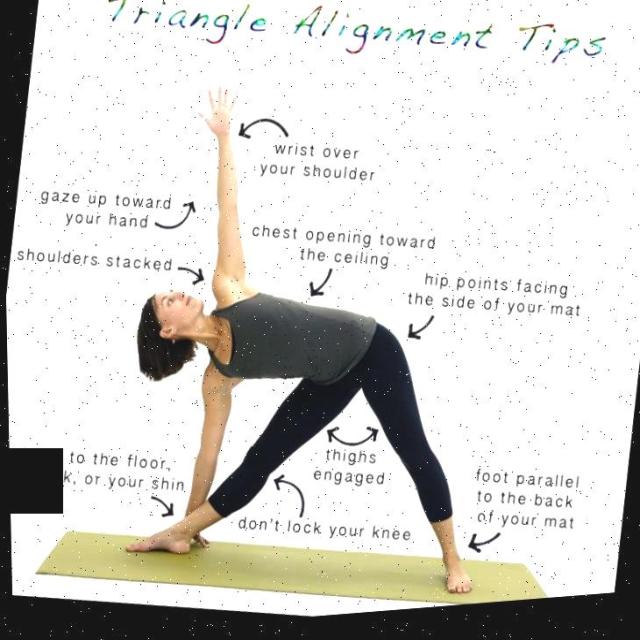 Triangle Alignment Tips
wrist over
your shoulder
gaze up toward
your hand
chest opening toward
the ceiling
shoulders stacked
hip points facing
the side of your mat
thighs
engaged
to the floor,
or your shin
foot parallel
to the back
of your mat
don't lock your knee